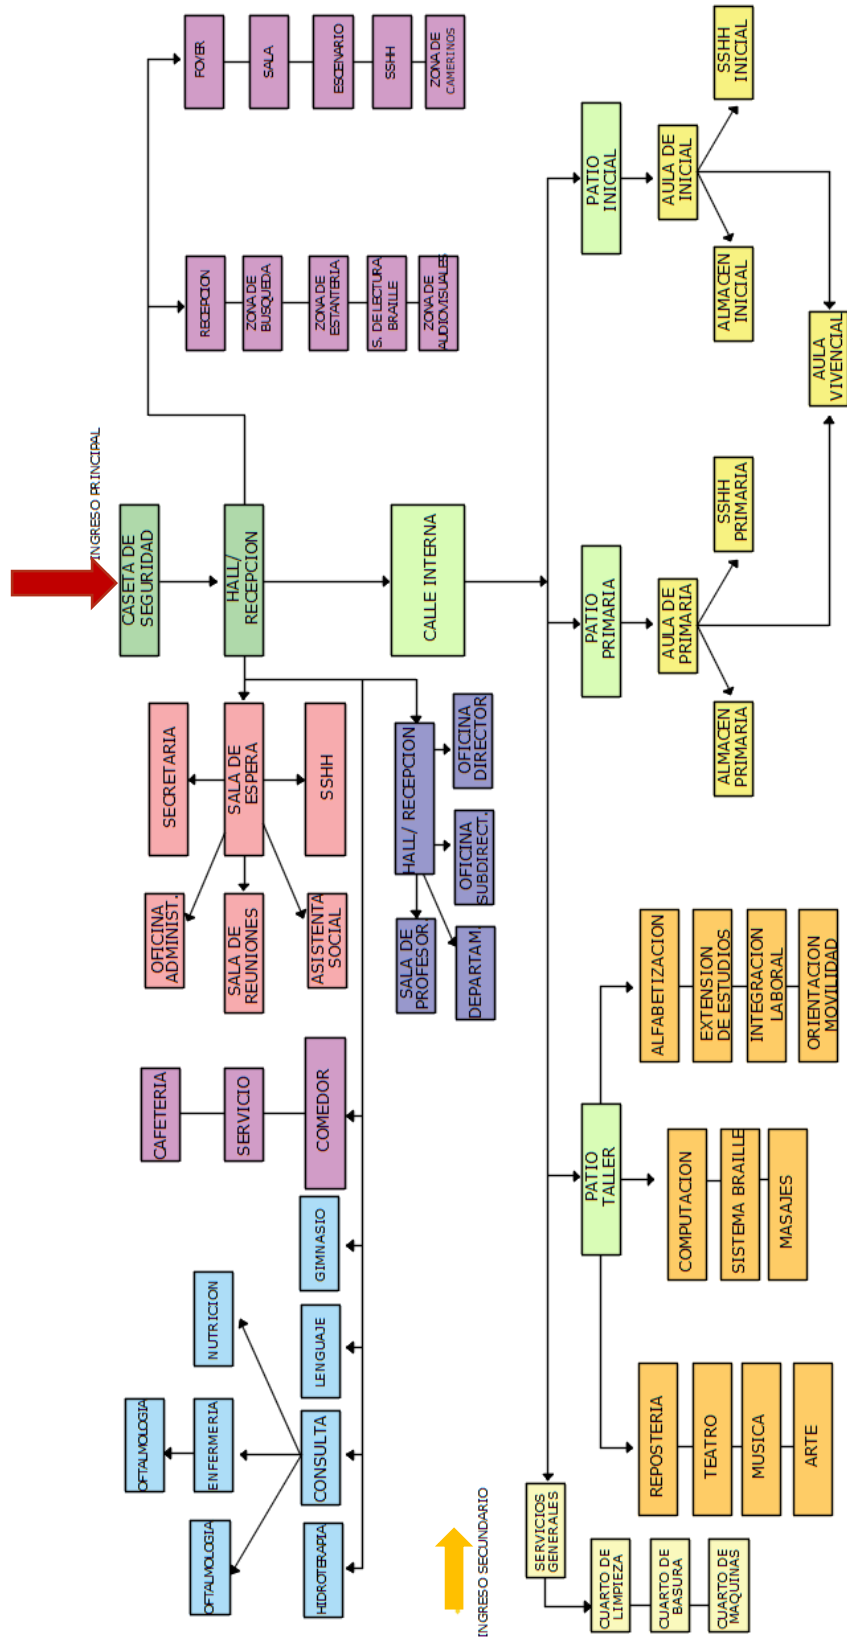 INGRESO PRINCIPAL
CASETA DE
SEGURIDAD
HALL/
RECEPCION
CALLE INTERNA
FOYER
SALA
ESCENARIO
SSHH
ZONA DE
CAMERINOS
RECEPCION
ZONA DE
BUSQUEDA
ZONA DE
ESTANTERIA
S. DE LECTURA
BRAILLE
ZONA DE
AUDIOVISUALES
SECRETARIA
SALA DE
ESPERA
SSHH
OFICINA
ADMINIST.
SALA DE
REUNIONES
ASISTENTA
SOCIAL
HALL/ RECEPCION
OFICINA
DIRECTOR
OFICINA
SUBDIRECT.
SALA DE
PROFESOR
DEPARTAM.
CAFETERIA
SERVICIO
COMEDOR
GIMNASIO
LENGUAJE
CONSULTA
HIDROTERAPIA
NUTRICION
ENFERMERIA
OFTALMOLOGIA
OFTALMOLOGIA
INGRESO SECUNDARIO
SERVICIOS
GENERALES
CUARTO DE
LIMPIEZA
CUARTO DE
BASURA
CUARTO DE
MAQUINAS
PATIO
TALLER
REPOSTERIA
TEATRO
MUSICA
ARTE
COMPUTACION
SISTEMA BRAILLE
MASAJES
ALFABETIZACION
EXTENSION
DE ESTUDIOS
INTEGRACION
LABORAL
ORIENTACION
MOVILIDAD
PATIO
PRIMARIA
AULA DE
PRIMARIA
ALMACEN
PRIMARIA
SSHH
PRIMARIA
PATIO
INICIAL
AULA DE
INICIAL
ALMACEN
INICIAL
SSHH
INICIAL
AULA
VIVENCIAL